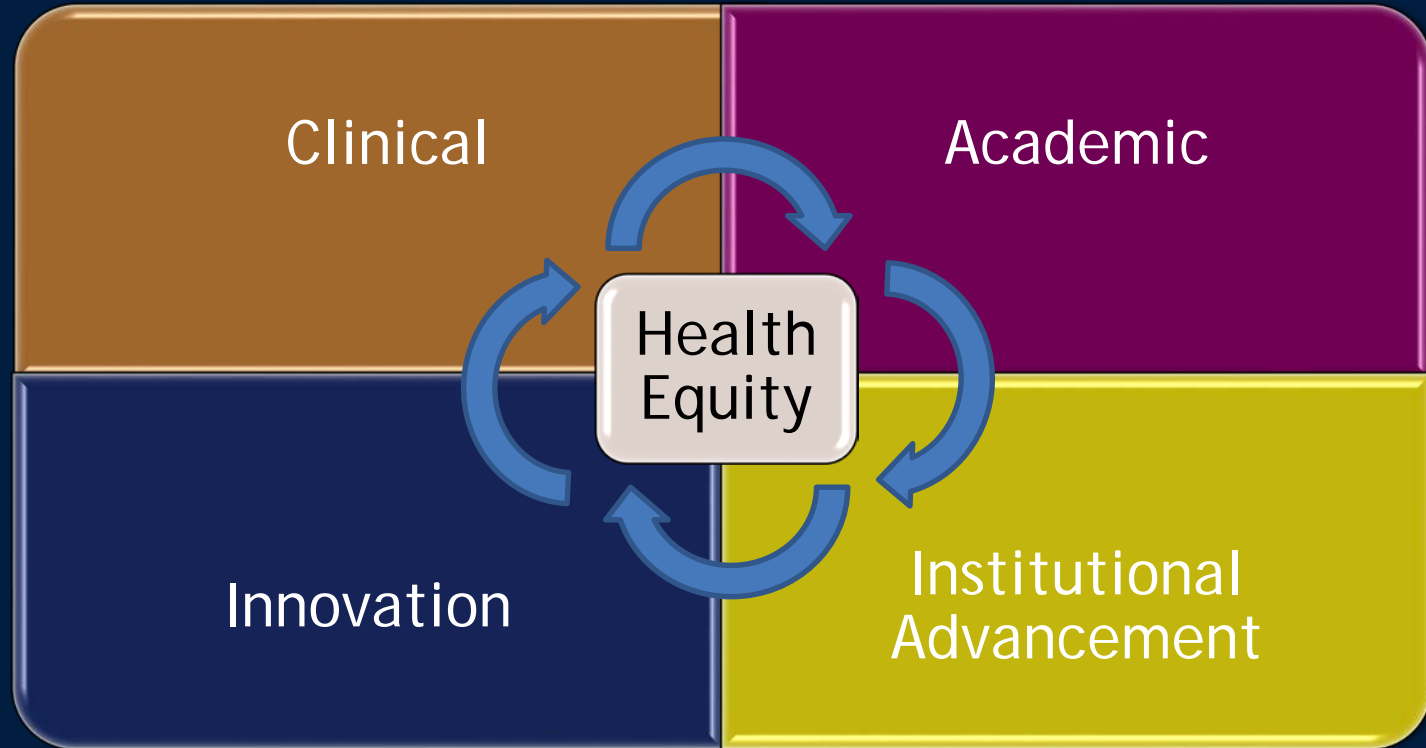 Clinical
Academic
Health
Equity
Innovation
Institutional
Advancement